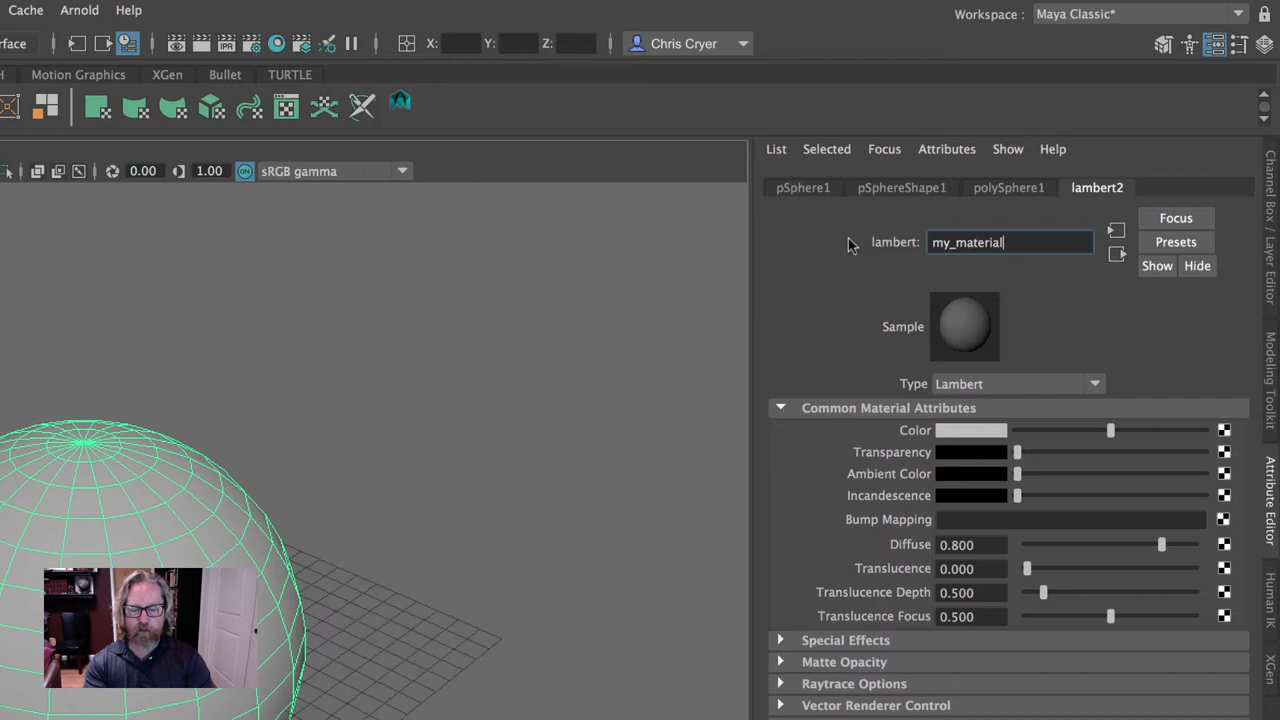 Cache Arnold Help
Workspace : Maya Classic*
rface X: Y: Z: Chris Cryer
H Motion Graphics XGen Bullet TURTLE
List Selected Focus Attributes Show Help
0.00 1.00 ON sRGB gamma
pSphere1 pSphereShape1 polySphere1 lambert2
lambert: my_material
Focus
Presets
Show Hide
Sample
Type Lambert
Common Material Attributes
Color
Transparency
Ambient Color
Incandescence
Bump Mapping
Diffuse 0.800
Translucence 0.000
Translucence Depth 0.500
Translucence Focus 0.500
Special Effects
Matte Opacity
Raytrace Options
Vector Renderer Control
Channel Box / Layer Editor
Modeling Toolkit
Attribute Editor
Human IK
XGen